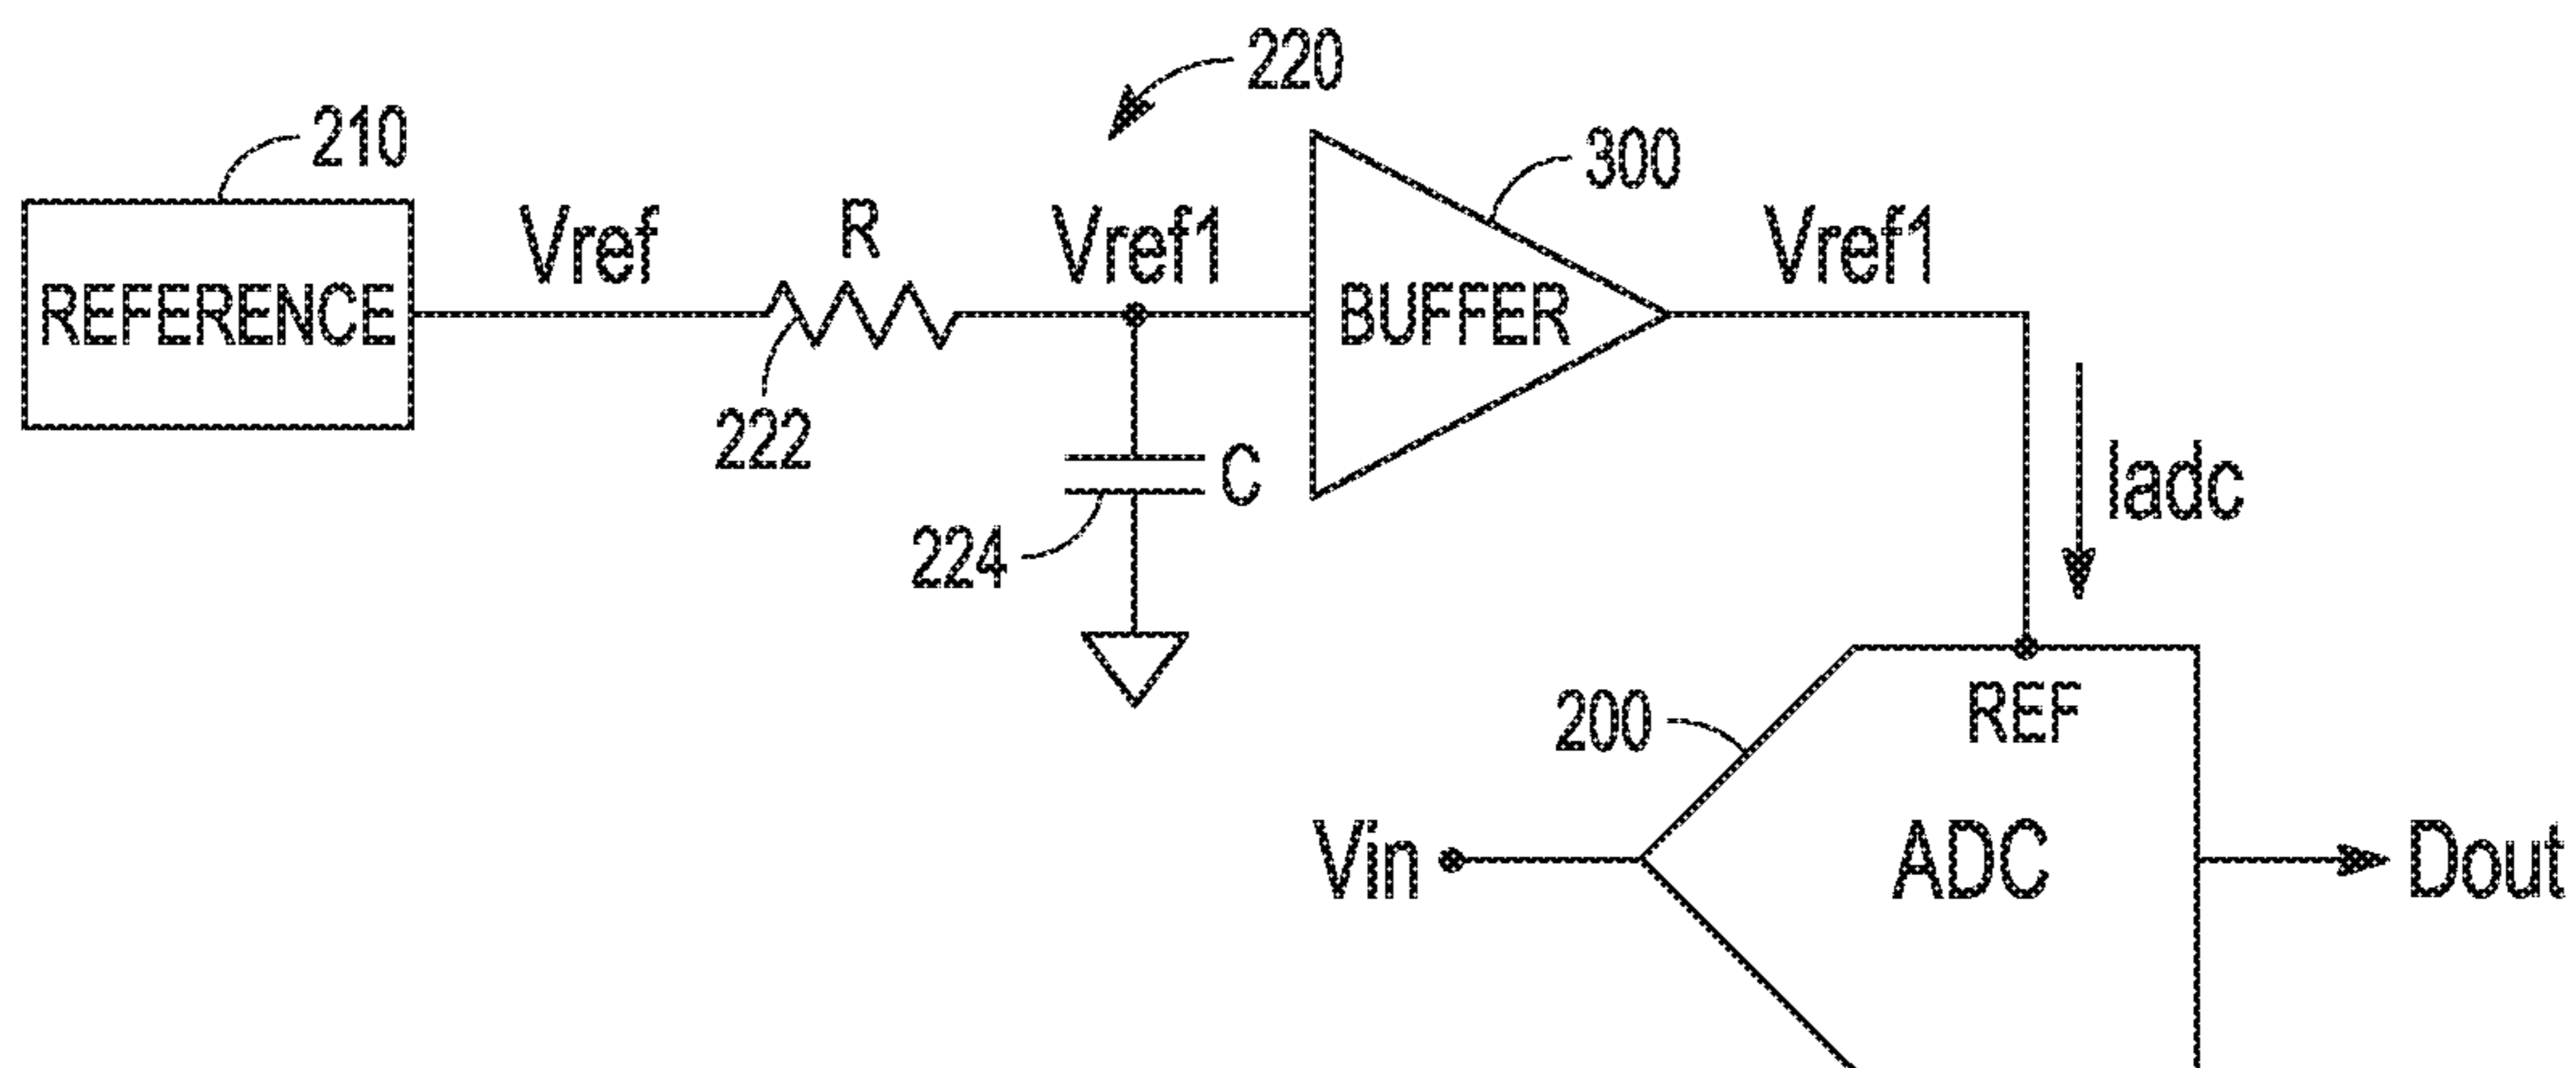 220
210
300
Vref
R
Vref1
Vref1
REFERENCE
BUFFER
222
C
Iadc
224
200
REF
Vin
ADC
Dout